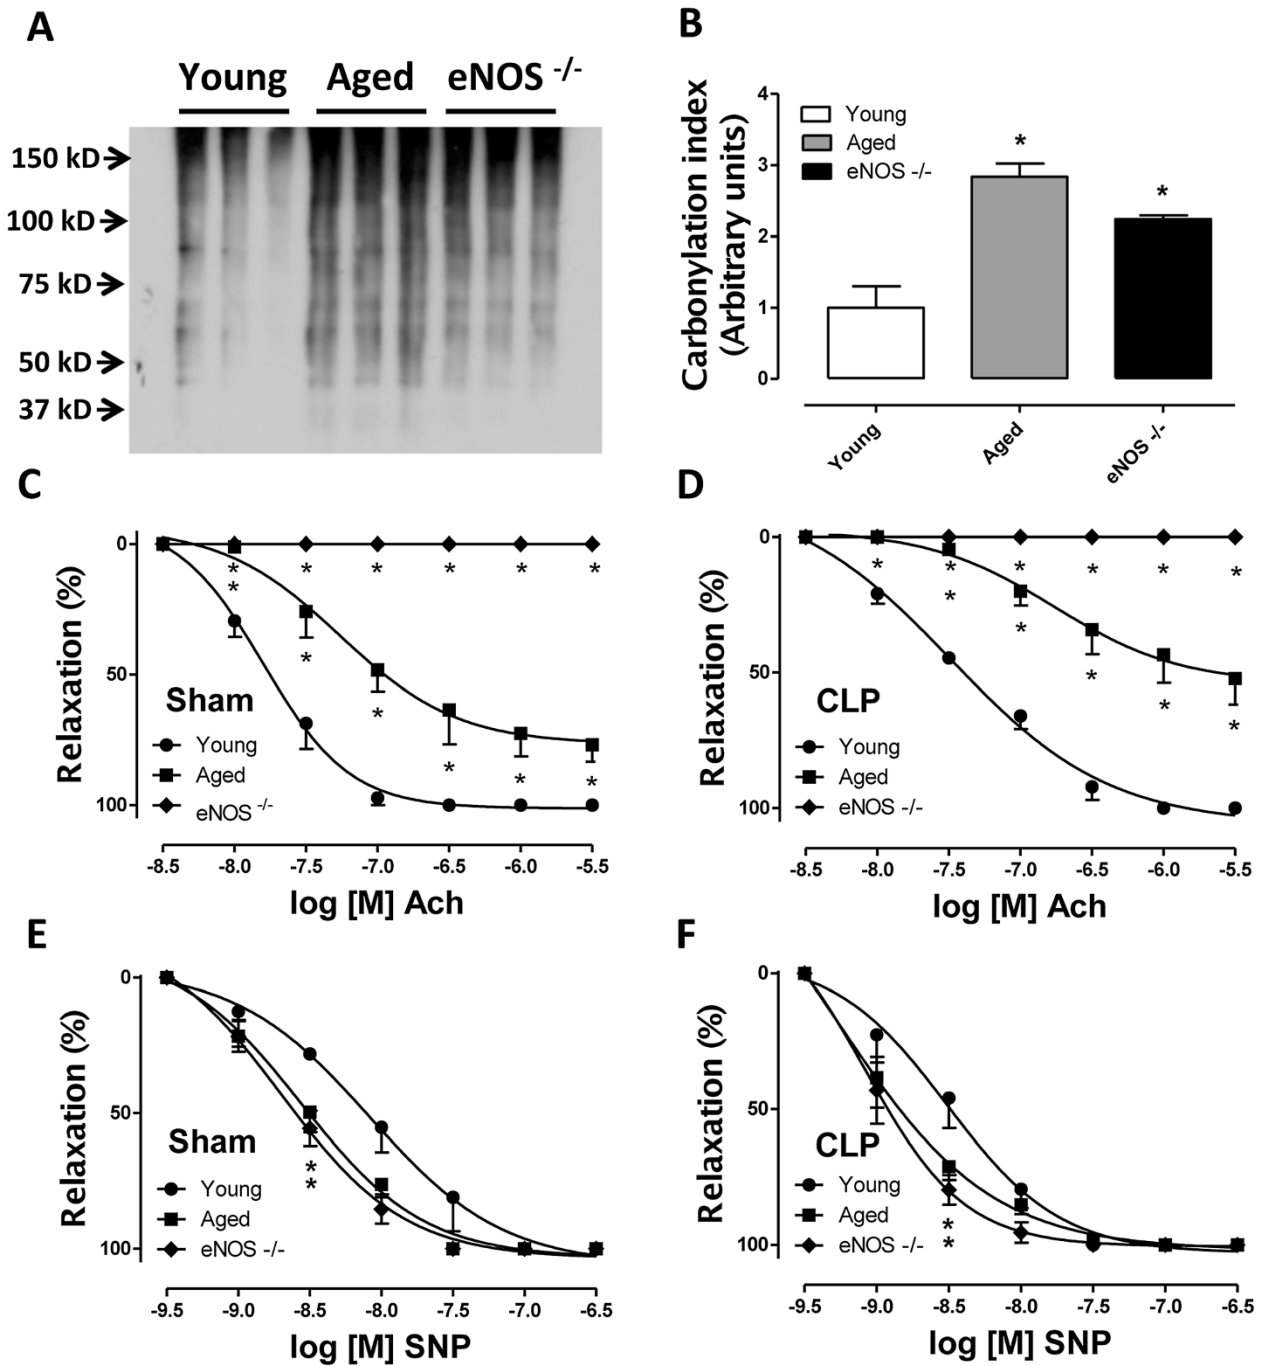 A
Young Aged eNOS -/-
150 kD
100 kD
75 kD
50 kD
37 kD
B
Carbonylation index
(Arbitrary units)
4
3
2
1
0
Young
Aged
eNOS -/-
*
*
Young
Aged
eNOS -/-
C
Relaxation (%)
0
50
100
* * * * * *
*
*
*
*
*
*
Sham
Young
Aged
eNOS -/-
-8.5 -8.0 -7.5 -7.0 -6.5 -6.0 -5.5
log [M] Ach
D
Relaxation (%)
0
50
100
* * * * * *
*
*
*
*
*
CLP
Young
Aged
eNOS -/-
-8.5 -8.0 -7.5 -7.0 -6.5 -6.0 -5.5
log [M] Ach
E
Relaxation (%)
0
50
100
Sham
*
*
Young
Aged
eNOS -/-
-9.5 -9.0 -8.5 -8.0 -7.5 -7.0 -6.5
log [M] SNP
F
Relaxation (%)
0
50
100
CLP
Young
Aged
eNOS -/-
*
*
-9.5 -9.0 -8.5 -8.0 -7.5 -7.0 -6.5
log [M] SNP